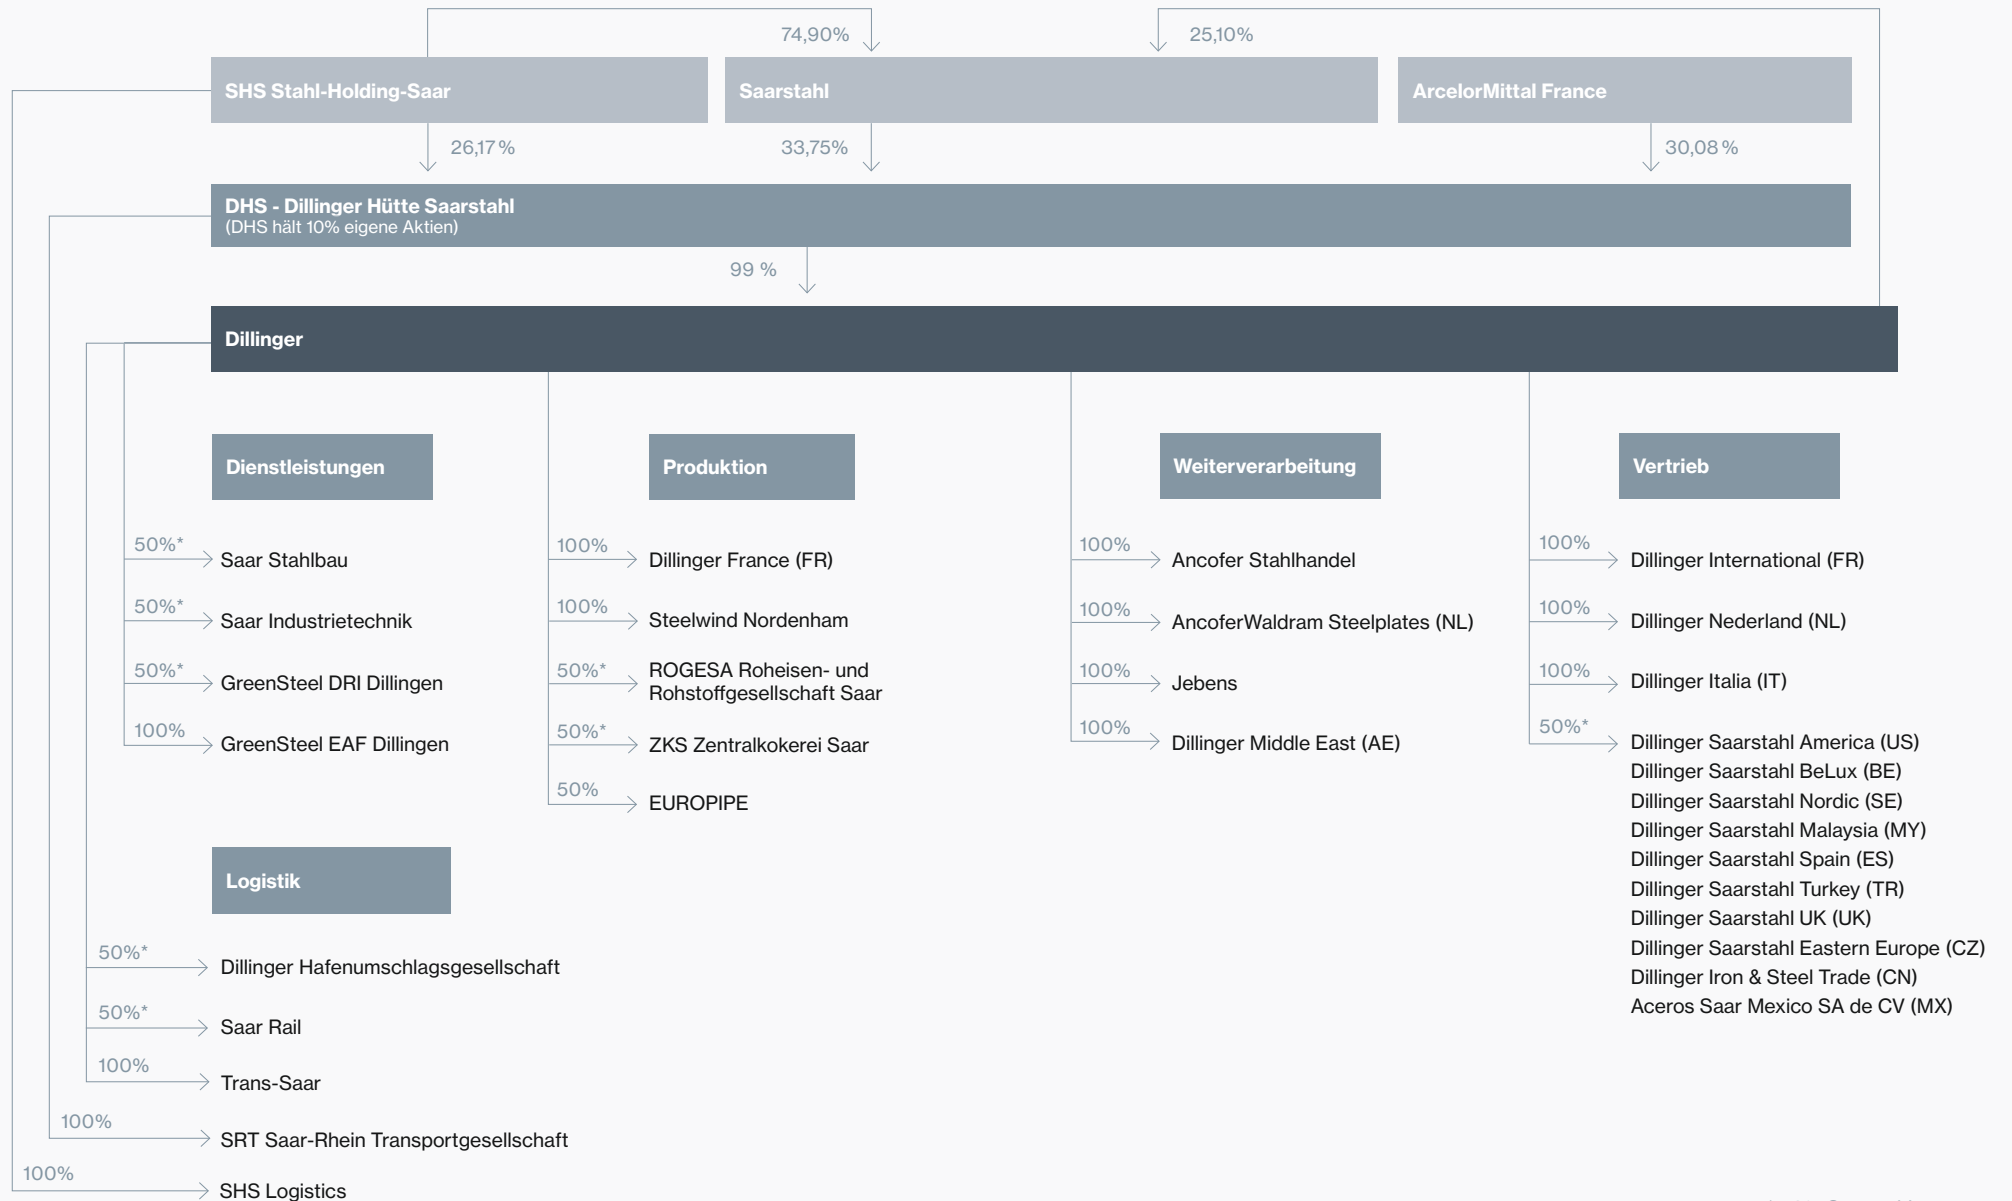 74,90%
25,10%
SHS Stahl-Holding-Saar
Saarstahl
ArcelorMittal France
26,17 %
33,75%
30,08 %
DHS - Dillinger Hütte Saarstahl
(DHS hält 10% eigene Aktien)
99 %
Dillinger
Dienstleistungen
50%*
Saar Stahlbau
50%*
Saar Industrietechnik
50%*
GreenSteel DRI Dillingen
100%
GreenSteel EAF Dillingen
Produktion
100%
Dillinger France (FR)
100%
Steelwind Nordenham
50%*
ROGESA Roheisen- und
Rohstoffgesellschaft Saar
50%*
ZKS Zentralkokerei Saar
50%
EUROPIPE
Weiterverarbeitung
100%
Ancofer Stahlhandel
100%
AncoferWaldram Steelplates (NL)
100%
Jebens
100%
Dillinger Middle East (AE)
Vertrieb
100%
Dillinger International (FR)
100%
Dillinger Nederland (NL)
100%
Dillinger Italia (IT)
50%*
Dillinger Saarstahl America (US)
Dillinger Saarstahl BeLux (BE)
Dillinger Saarstahl Nordic (SE)
Dillinger Saarstahl Malaysia (MY)
Dillinger Saarstahl Spain (ES)
Dillinger Saarstahl Turkey (TR)
Dillinger Saarstahl UK (UK)
Dillinger Saarstahl Eastern Europe (CZ)
Dillinger Iron & Steel Trade (CN)
Aceros Saar Mexico SA de CV (MX)
Logistik
50%*
Dillinger Hafenumschlagsgesellschaft
50%*
Saar Rail
100%
Trans-Saar
100%
SRT Saar-Rhein Transportgesellschaft
100%
SHS Logistics